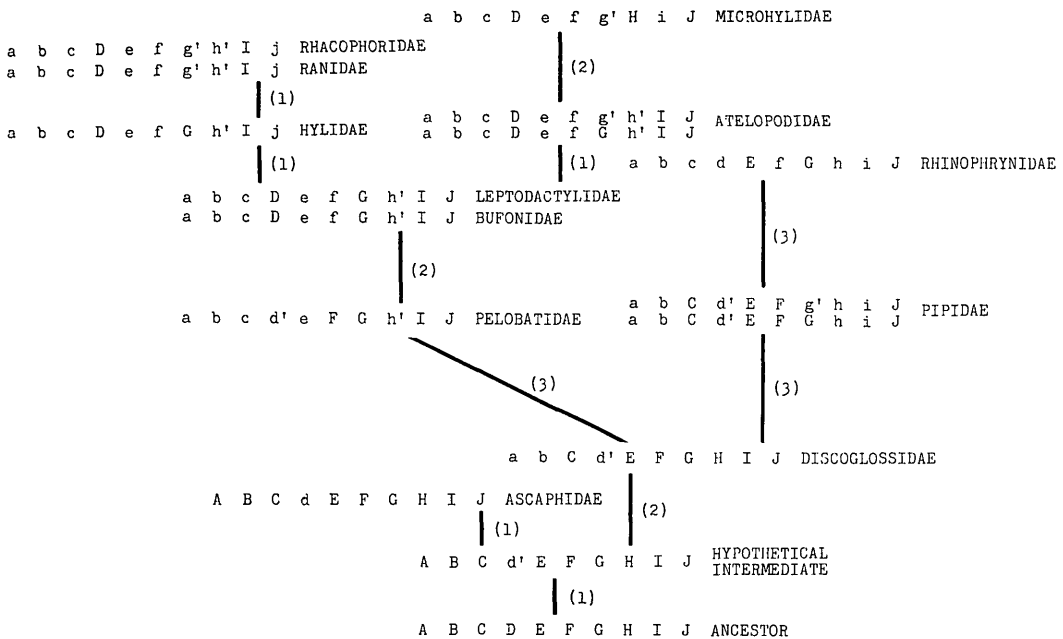 a b c D e f g' H i J MICROHYLIDAE
a b c D e f g' h' I j RHACOPHORIDAE
a b c D e f g' h' I j RANIDAE
(2)
(1)
a b c D e f g' h' I J ATELOPODIDAE
a b c D e f G h' I J
a b c D e f G h' I j HYLIDAE
(1)
(1)
a b c d E f G h i J RHINOPHRYNIDAE
a b c D e f G h' I J LEPTODACTYLIDAE
a b c D e f G h' I J BUFONIDAE
(3)
(2)
a b C d' E F g' h i J PIPIDAE
a b C d' E F G h i J
a b c d' e F G h' I J PELOBATIDAE
(3)
(3)
a b C d' E F G H I J DISCOGLOSSIDAE
A B C d E F G H I J ASCAPHIDAE
(2)
(1)
A B C d' E F G H I J HYPOTHETICAL
INTERMEDIATE
(1)
A B C D E F G H I J ANCESTOR